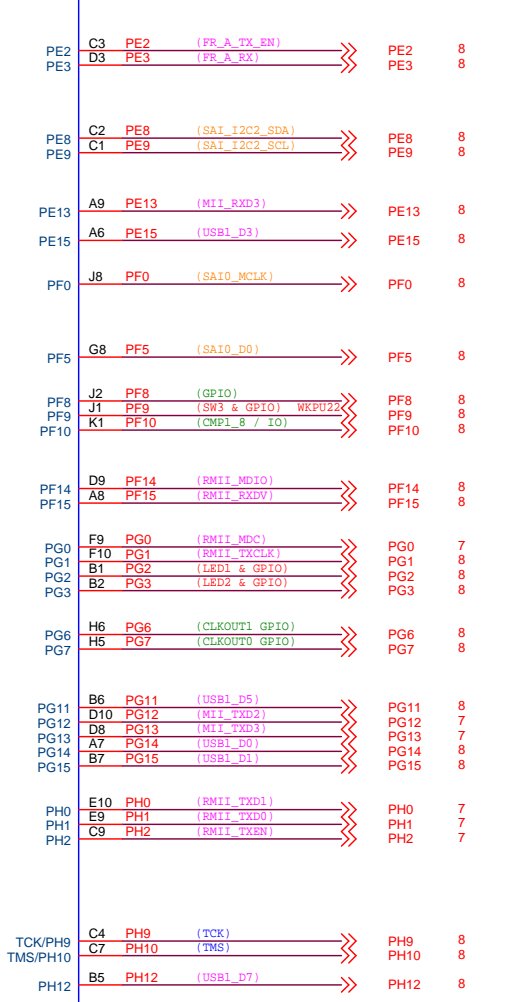 PE2 C3 PE2 (FR_A_TX_EN) PE2 8
PE3 D3 PE3 (FR_A_RX) PE3 8
PE8 C2 PE8 (SAI_I2C2_SDA) PE8 8
PE9 C1 PE9 (SAI_I2C2_SCL) PE9 8
PE13 A9 PE13 (MII_RXD3) PE13 8
PE15 A6 PE15 (USB1_D3) PE15 8
PF0 J8 PF0 (SAI0_MCLK) PF0 8
PF5 G8 PF5 (SAI0_D0) PF5 8
PF8 J2 PF8 (GPIO) PF8 8
PF9 J1 PF9 (SW3 & GPIO) WKPU22 PF9 8
PF10 K1 PF10 (CMP1_8 / IO) PF10 8
PF14 D9 PF14 (RMII_MDIO) PF14 8
PF15 A8 PF15 (RMII_RXDV) PF15 8
PG0 F9 PG0 (RMII_MDC) PG0 7
PG1 F10 PG1 (RMII_TXCLK) PG1 8
PG2 B1 PG2 (LED1 & GPIO) PG2 8
PG3 B2 PG3 (LED2 & GPIO) PG3 8
PG6 H6 PG6 (CLKOUT1 GPIO) PG6 8
PG7 H5 PG7 (CLKOUT0 GPIO) PG7 8
PG11 B6 PG11 (USB1_D5) PG11 8
PG12 D10 PG12 (MII_TXD2) PG12 7
PG13 D8 PG13 (MII_TXD3) PG13 7
PG14 A7 PG14 (USB1_D0) PG14 8
PG15 B7 PG15 (USB1_D1) PG15 8
PH0 E10 PH0 (RMII_TXD1) PH0 7
PH1 E9 PH1 (RMII_TXD0) PH1 7
PH2 C9 PH2 (RMII_TXEN) PH2 7
TCK/PH9 C4 PH9 (TCK) PH9 8
TMS/PH10 C7 PH10 (TMS) PH10 8
PH12 B5 PH12 (USB1_D7) PH12 8